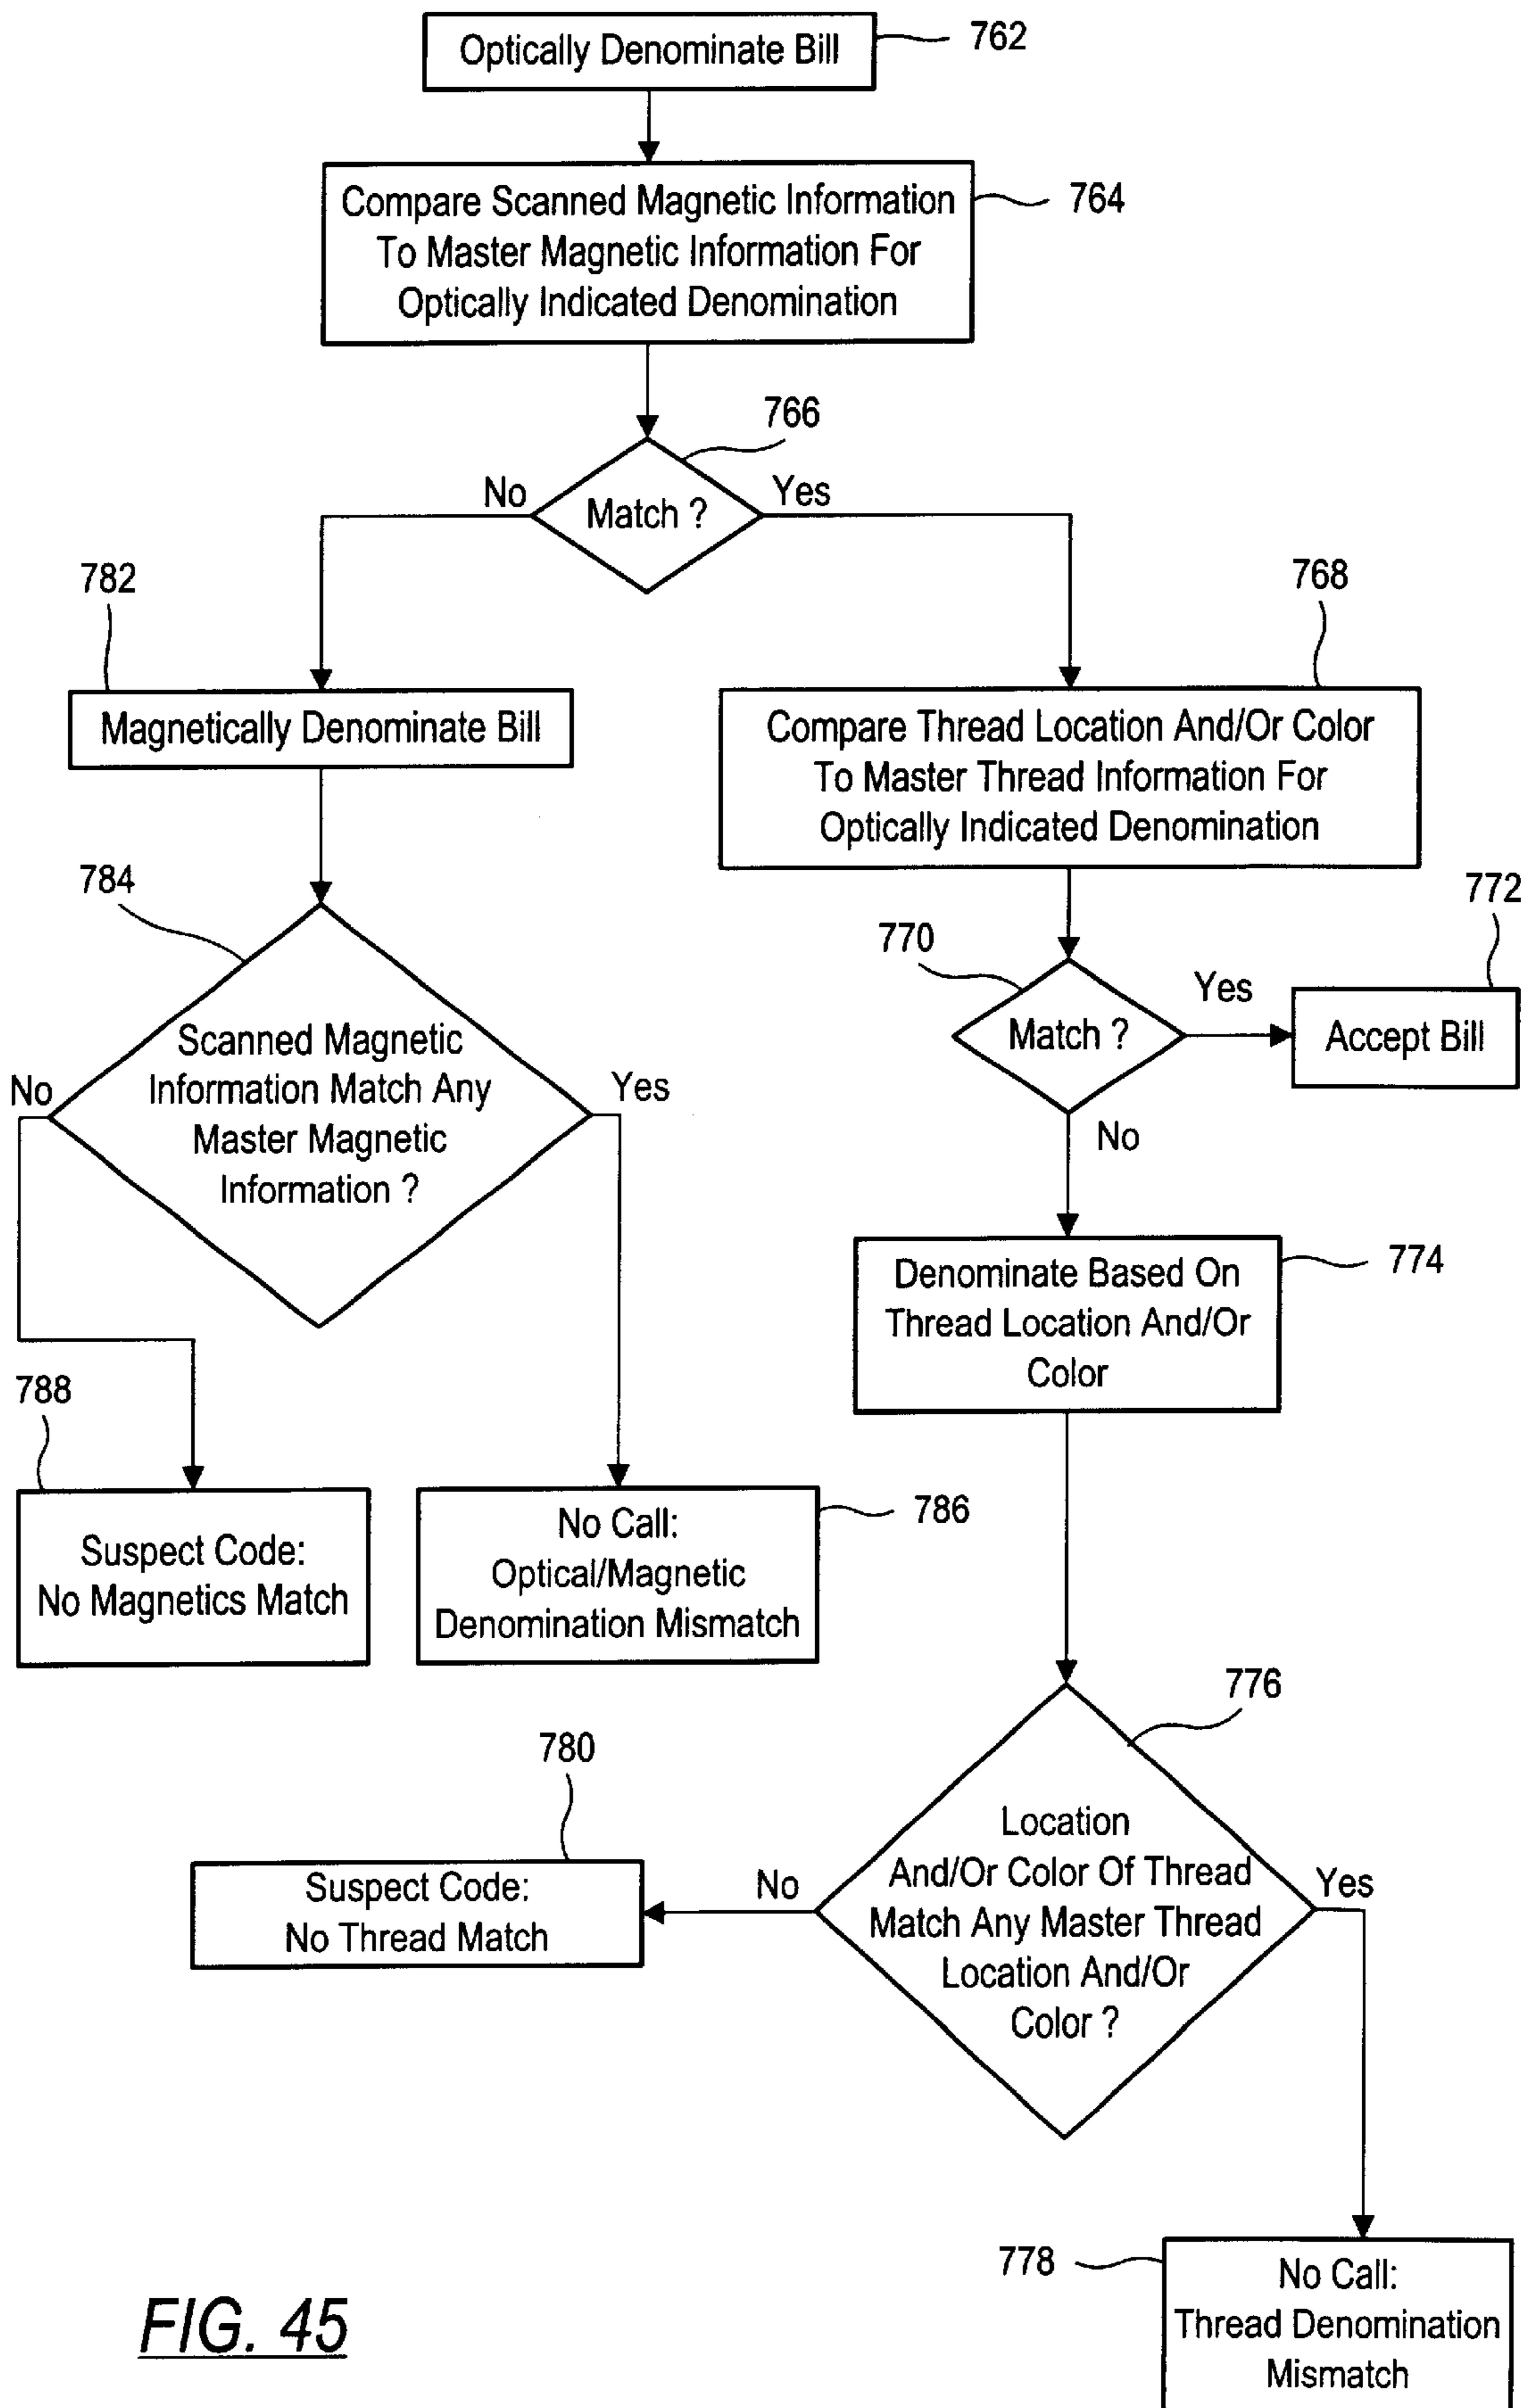 Optically Denominate Bill
762
Compare Scanned Magnetic Information
To Master Magnetic Information For
Optically Indicated Denomination
764
766
No
Match ?
Yes
782
768
Magnetically Denominate Bill
Compare Thread Location And/Or Color
To Master Thread Information For
Optically Indicated Denomination
784
772
770
Match ?
Yes
Accept Bill
No
Scanned Magnetic
Information Match Any
Master Magnetic
Information ?
No
Yes
Denominate Based On
Thread Location And/Or
Color
774
788
Suspect Code:
No Magnetics Match
No Call:
Optical/Magnetic
Denomination Mismatch
786
776
780
Suspect Code:
No Thread Match
No
Location
And/Or Color Of Thread
Match Any Master Thread
Location And/Or
Color ?
Yes
778
No Call:
Thread Denomination
Mismatch
FIG. 45